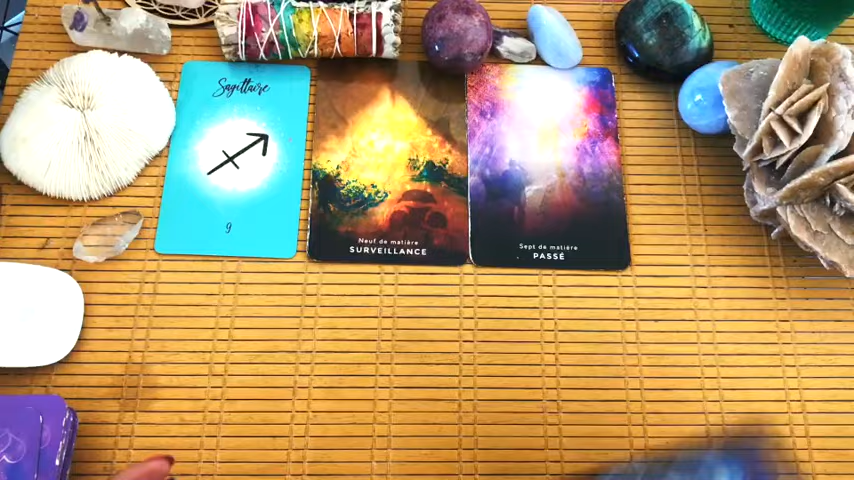 Sagittaire
9
Neuf de matière
SURVEILLANCE
Sept de matière
PASSÉ